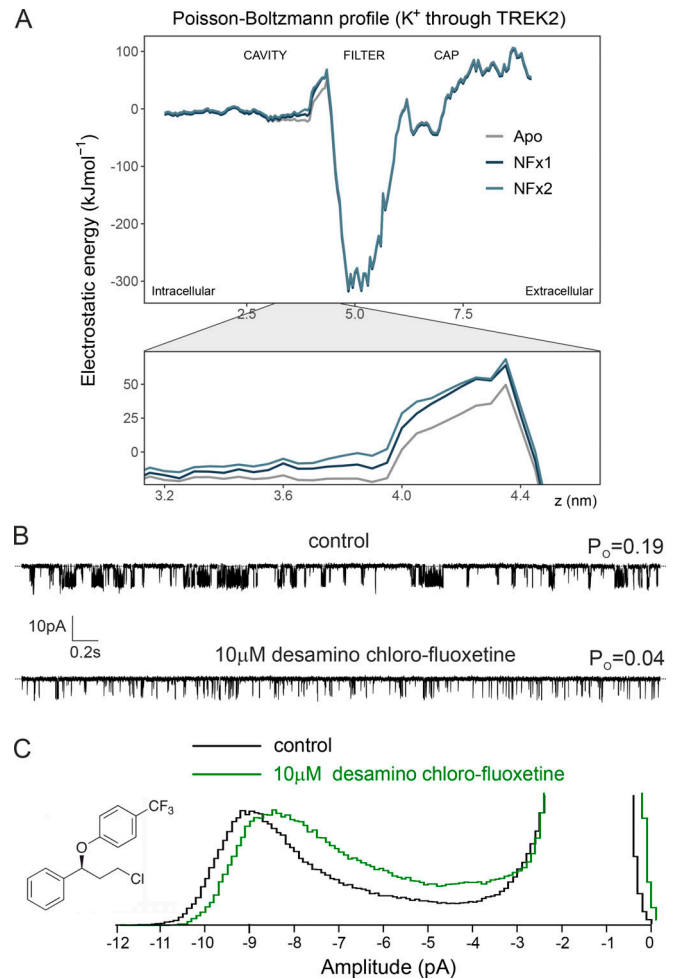 A
Poisson-Boltzmann profile (K⁺ through TREK2)
Electrostatic energy (kJmol⁻¹)
100
0
-100
-200
-300
CAVITY FILTER CAP
Apo
NFx1
NFx2
Intracellular Extracellular
2.5 5.0 7.5
50
25
0
3.2 3.6 4.0 4.4 z (nm)
B
control Pₒ=0.19
10pA
0.2s
10μM desamino chloro-fluoxetine Pₒ=0.04
C
control
10μM desamino chloro-fluoxetine
CF₃
O
Cl
-12 -11 -10 -9 -8 -7 -6 -5 -4 -3 -2 -1 0
Amplitude (pA)